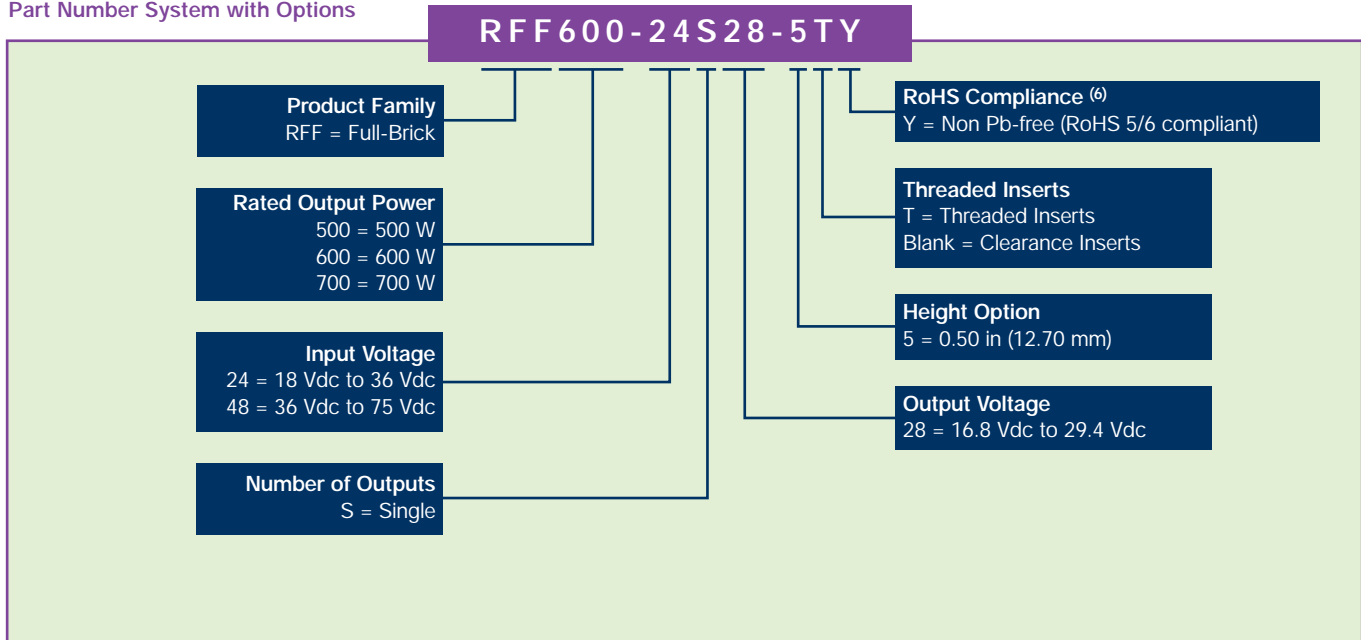 Part Number System with Options
RFF600-24S28-5TY
Product Family
RFF = Full-Brick
Rated Output Power
500 = 500 W
600 = 600 W
700 = 700 W
Input Voltage
24 = 18 Vdc to 36 Vdc
48 = 36 Vdc to 75 Vdc
Number of Outputs
S = Single
RoHS Compliance (6)
Y = Non Pb-free (RoHS 5/6 compliant)
Threaded Inserts
T = Threaded Inserts
Blank = Clearance Inserts
Height Option
5 = 0.50 in (12.70 mm)
Output Voltage
28 = 16.8 Vdc to 29.4 Vdc